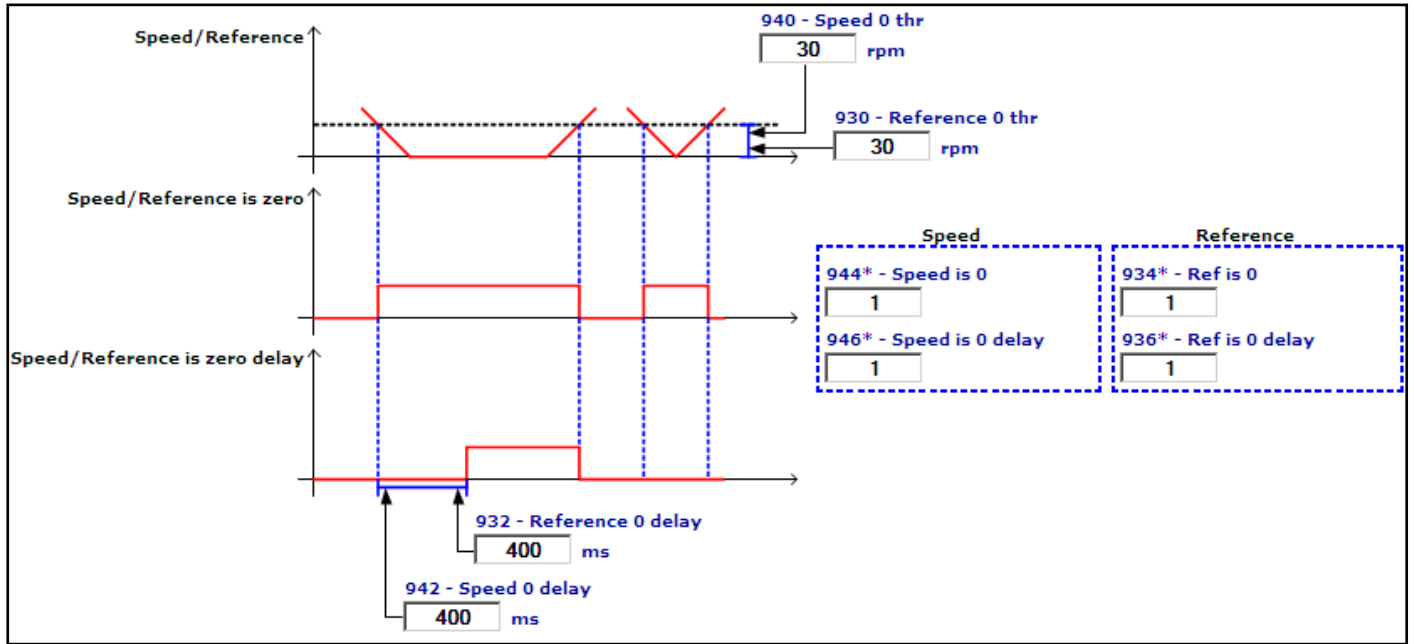 940 - Speed 0 thr
Speed/Reference
30 rpm
930 - Reference 0 thr
30 rpm
Speed/Reference is zero
Speed Reference
944* - Speed is 0 934* - Ref is 0
1 1
946* - Speed is 0 delay 936* - Ref is 0 delay
Speed/Reference is zero delay
1 1
932 - Reference 0 delay
400 ms
942 - Speed 0 delay
400 ms